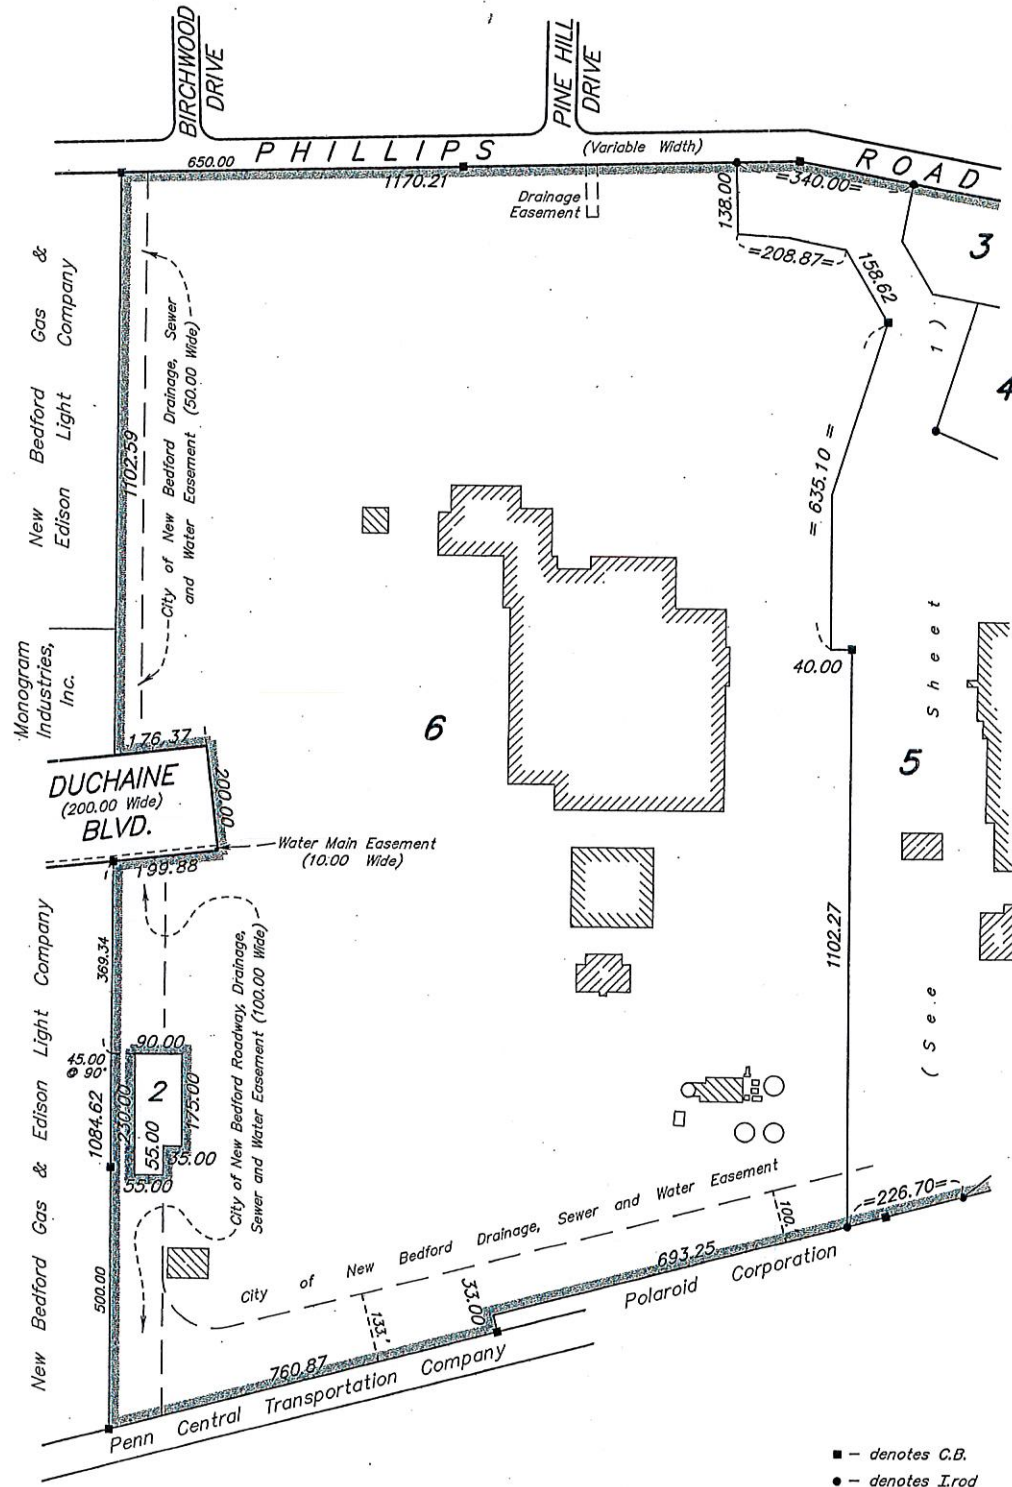 BIRCHWOOD
DRIVE
PINE HILL
DRIVE
PHILLIPS
(Variable Width)
ROAD
650.00
1170.21
=340.00=
Drainage
Easement
138.00
=208.87=
158.62
3
1 )
4
New Bedford Gas &
Edison Light Company
1102.59
City of New Bedford Drainage, Sewer
and Water Easement (50.00 Wide)
= 635.10 =
40.00
Monogram
Industries,
Inc.
6
5
( See Sheet
176.37
DUCHAINE
(200.00 Wide)
BLVD.
200.00
Water Main Easement
(10.00 Wide)
199.88
1102.27
New Bedford Gas & Edison Light Company
369.34
City of New Bedford Roadway, Drainage,
Sewer and Water Easement (100.00 Wide)
90.00
45.00
@ 90°
2
230.00
175.00
1084.62
55.00
35.00
55.00
500.00
City of New Bedford Drainage, Sewer and Water Easement
=226.70=
100.'
693.25
Polaroid Corporation
33.00
133.'
760.87
Penn Central Transportation Company
■ – denotes C.B.
● – denotes I.rod